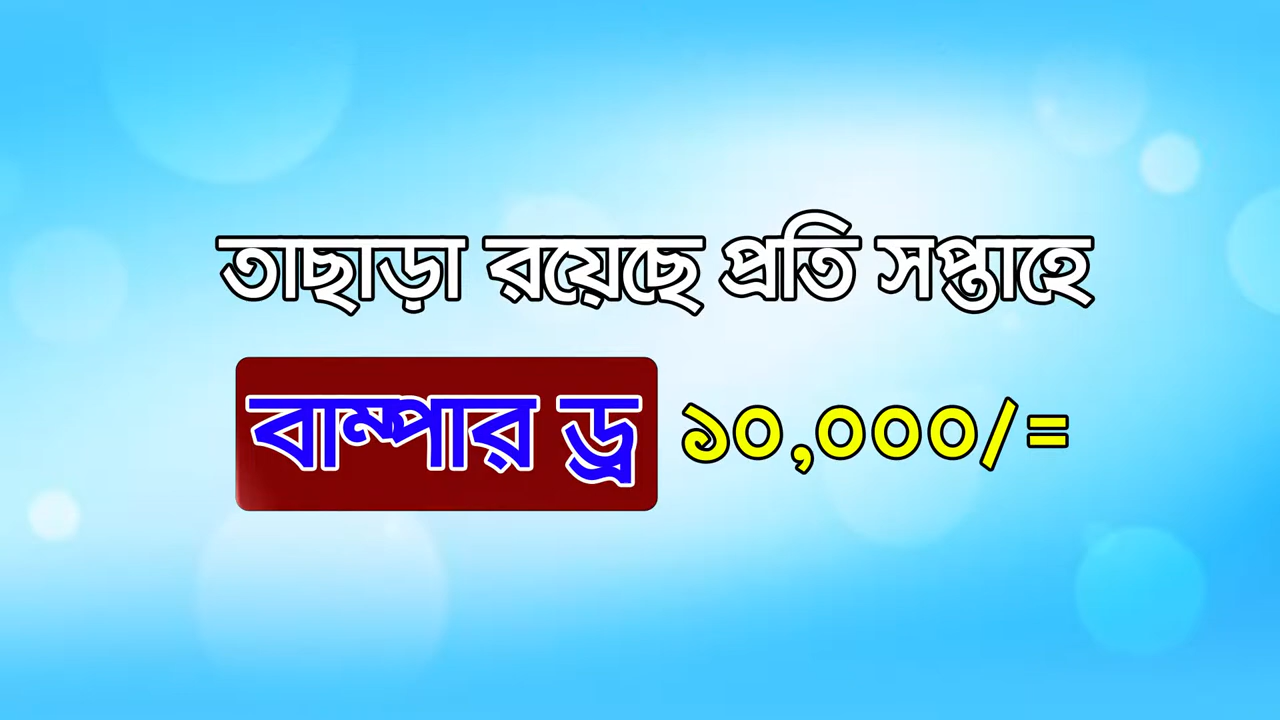 তাছাড়া রয়েছে প্রতি সপ্তাহে
বাম্পার ড্র ১০,০০০/=